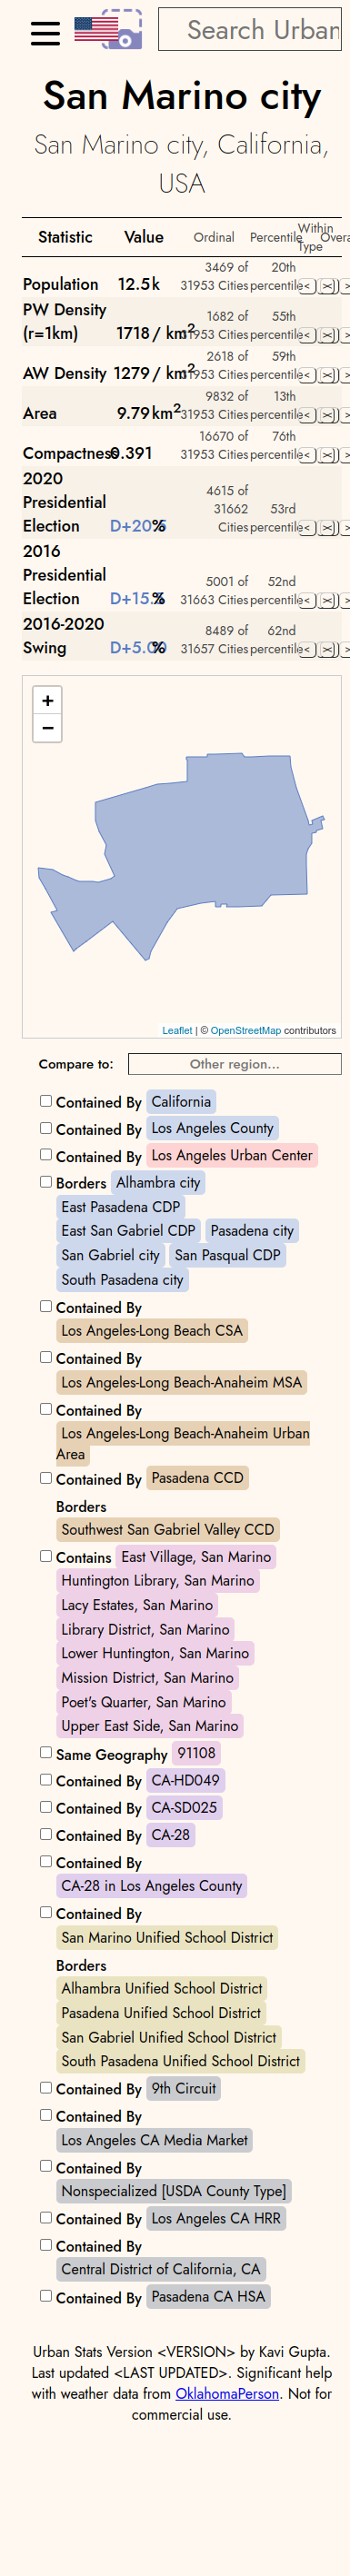 Search Urban
San Marino city
San Marino city, California,
USA
Statistic Value Ordinal Percentile Within Type Overa
Population 12.5k 3469 of 31953 Cities 20th percentile < >< >
PW Density (r=1km) 1718 / km2 1682 of 31953 Cities 55th percentile < >< >
AW Density 1279 / km2 2618 of 31953 Cities 59th percentile < >< >
Area 9.79 km2 9832 of 31953 Cities 13th percentile < >< >
Compactness 0.391 16670 of 31953 Cities 76th percentile < >< >
2020 Presidential Election D+20. % 4615 of 31662 Cities 53rd percentile < >< >
2016 Presidential Election D+15. % 5001 of 31663 Cities 52nd percentile < >< >
2016-2020 Swing D+5.0 % 8489 of 31657 Cities 62nd percentile < >< >
+
−
Leaflet | © OpenStreetMap contributors
Compare to: Other region...
Contained By California
Contained By Los Angeles County
Contained By Los Angeles Urban Center
Borders Alhambra city
East Pasadena CDP
East San Gabriel CDP Pasadena city
San Gabriel city San Pasqual CDP
South Pasadena city
Contained By
Los Angeles-Long Beach CSA
Contained By
Los Angeles-Long Beach-Anaheim MSA
Contained By
Los Angeles-Long Beach-Anaheim Urban
Area
Contained By Pasadena CCD
Borders
Southwest San Gabriel Valley CCD
Contains East Village, San Marino
Huntington Library, San Marino
Lacy Estates, San Marino
Library District, San Marino
Lower Huntington, San Marino
Mission District, San Marino
Poet's Quarter, San Marino
Upper East Side, San Marino
Same Geography 91108
Contained By CA-HD049
Contained By CA-SD025
Contained By CA-28
Contained By
CA-28 in Los Angeles County
Contained By
San Marino Unified School District
Borders
Alhambra Unified School District
Pasadena Unified School District
San Gabriel Unified School District
South Pasadena Unified School District
Contained By 9th Circuit
Contained By
Los Angeles CA Media Market
Contained By
Nonspecialized [USDA County Type]
Contained By Los Angeles CA HRR
Contained By
Central District of California, CA
Contained By Pasadena CA HSA
Urban Stats Version <VERSION> by Kavi Gupta.
Last updated <LAST UPDATED>. Significant help
with weather data from OklahomaPerson. Not for
commercial use.